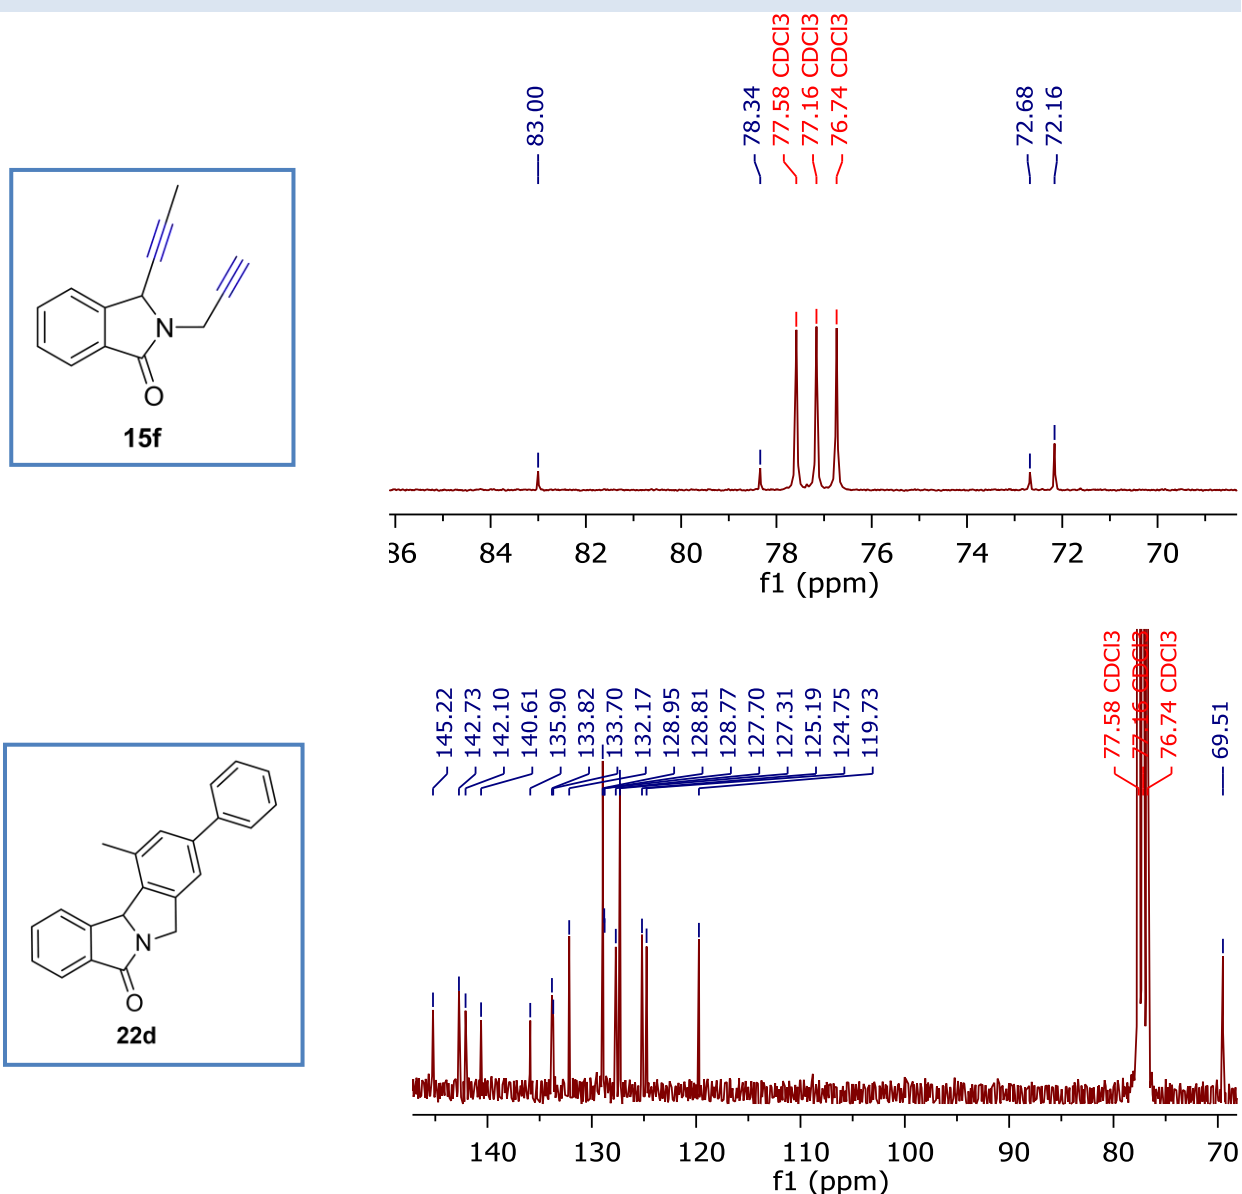 83.00
78.34
77.58 CDCl3
77.16 CDCl3
76.74 CDCl3
72.68
72.16
N
O
15f
86 84 82 80 78 76 74 72 70
f1 (ppm)
145.22
142.73
142.10
140.61
135.90
133.82
133.70
132.17
128.95
128.81
128.77
127.70
127.31
125.19
124.75
119.73
77.58 CDCl3
77.16 CDCl3
76.74 CDCl3
69.51
N
O
22d
140 130 120 110 100 90 80 70
f1 (ppm)